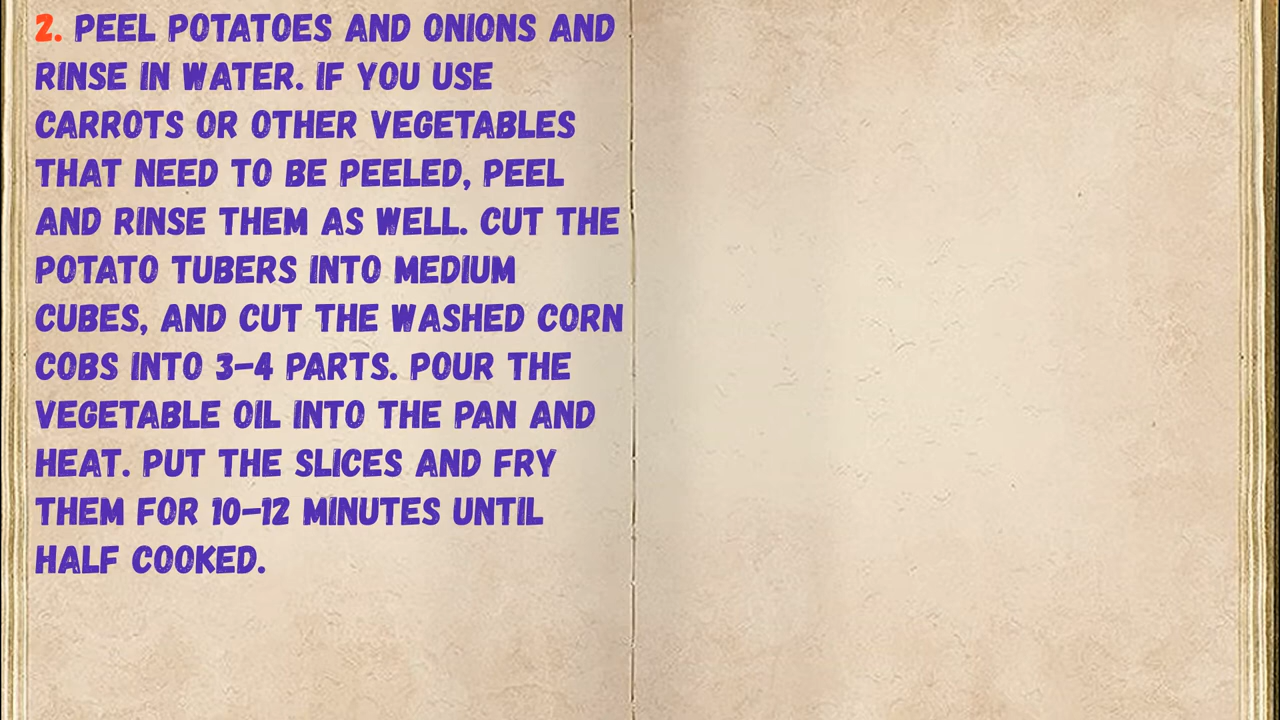 2. PEEL POTATOES AND ONIONS AND
RINSE IN WATER. IF YOU USE
CARROTS OR OTHER VEGETABLES
THAT NEED TO BE PEELED, PEEL
AND RINSE THEM AS WELL. CUT THE
POTATO TUBERS INTO MEDIUM
CUBES, AND CUT THE WASHED CORN
COBS INTO 3-4 PARTS. POUR THE
VEGETABLE OIL INTO THE PAN AND
HEAT. PUT THE SLICES AND FRY
THEM FOR 10-12 MINUTES UNTIL
HALF COOKED.